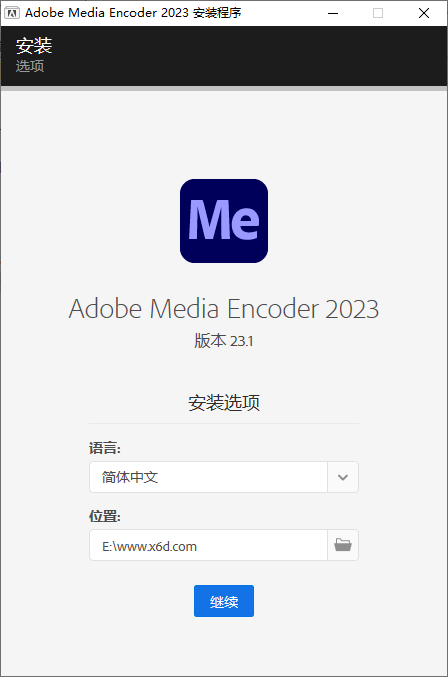 Adobe Media Encoder 2023 安装程序
安装
选项
Me
Adobe Media Encoder 2023
版本 23.1
安装选项
语言:
简体中文
位置:
E:\www.x6d.com
继续